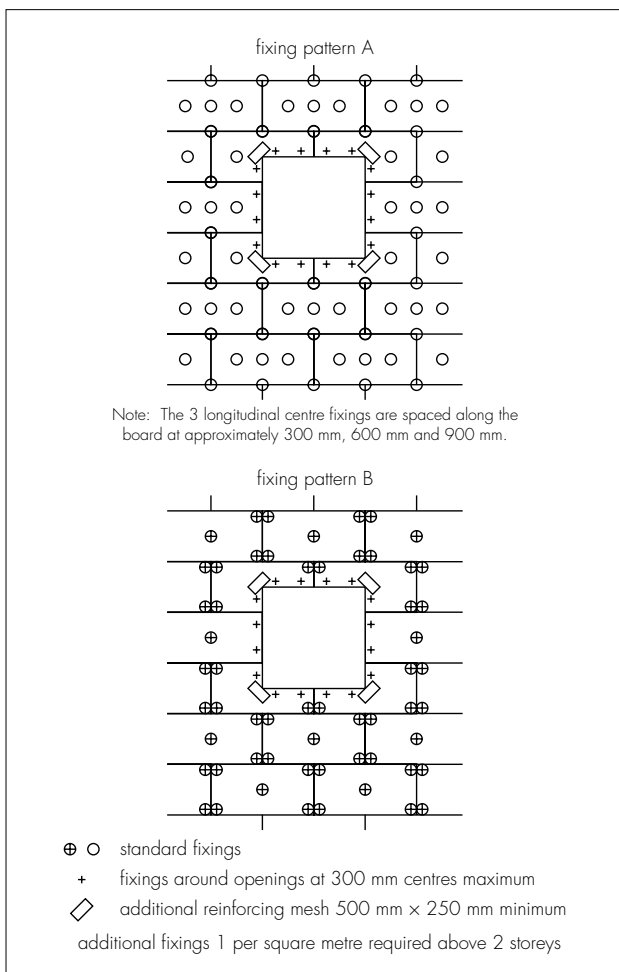 fixing pattern A
Note: The 3 longitudinal centre fixings are spaced along the
board at approximately 300 mm, 600 mm and 900 mm.
fixing pattern B
standard fixings
fixings around openings at 300 mm centres maximum
additional reinforcing mesh 500 mm × 250 mm minimum
additional fixings 1 per square metre required above 2 storeys